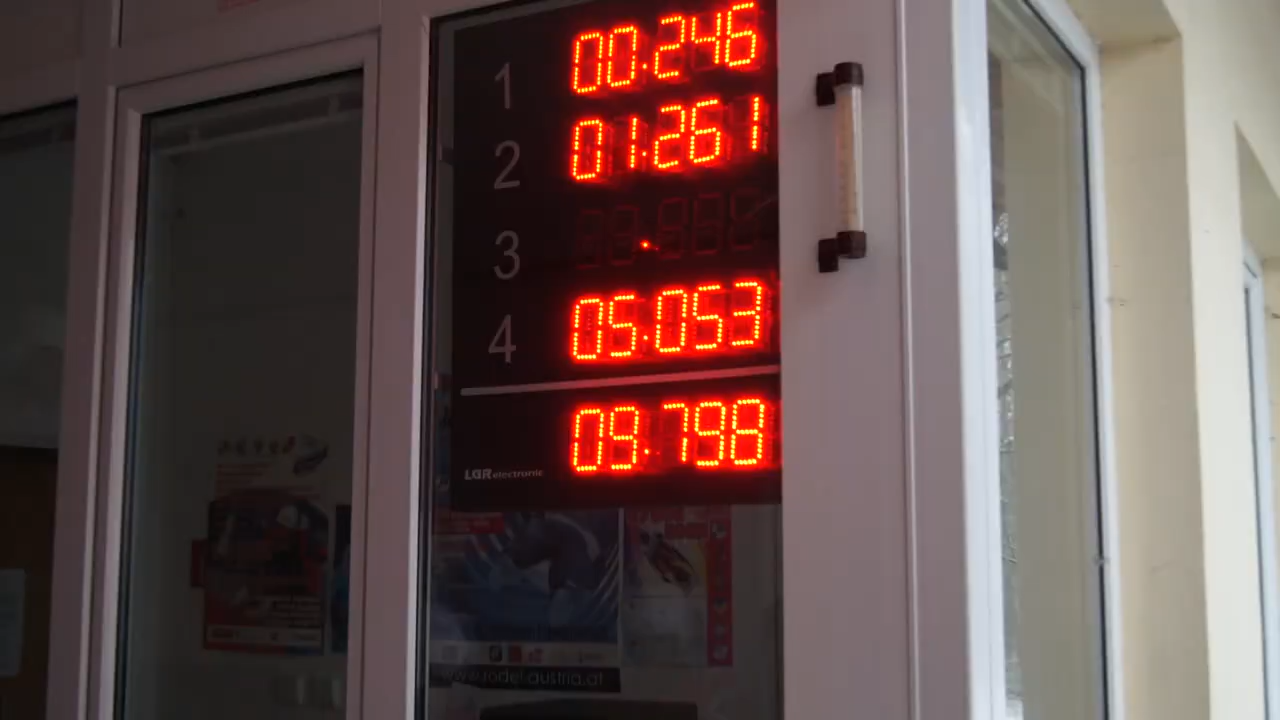 1 00:246
2 01:261
3
4 05:053
09.798
LGR electronic
www.rodel.austria.at